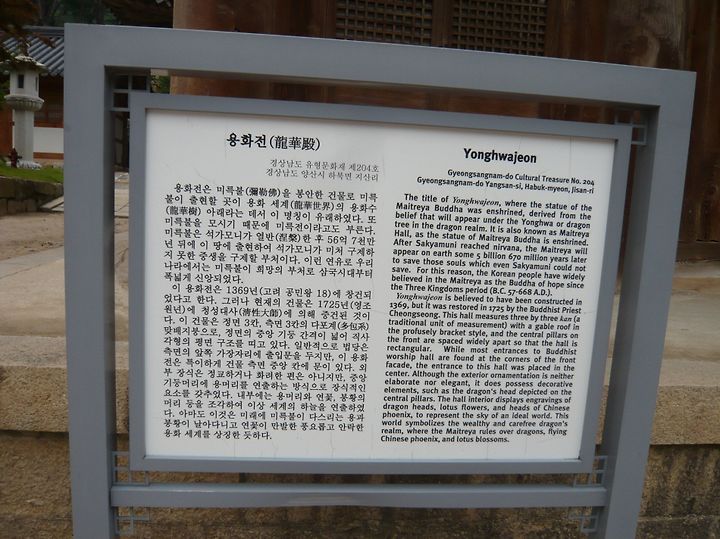 용화전(龍華殿)
경상남도 유형문화재 제204호
경상남도 양산시 하북면 지산리
용화전은 미륵불(彌勒佛)을 봉안한 건물로 미륵
불이 출현할 곳이 용화 세계(龍華世界)의 용화수
(龍華樹) 아래라는 데서 이 명칭이 유래하였다. 또
미륵불을 모시기 때문에 미륵전이라고도 부른다.
미륵불은 석가모니가 열반(涅槃)한 후 56억 7천만
년 뒤에 이 땅에 출현하여 석가모니가 미처 구제하
지 못한 중생을 구제할 부처이다. 이런 연유로 우리
나라에서는 미륵불이 희망의 부처로 삼국시대부터
폭넓게 신앙되었다.
이 용화전은 1369년(고려 공민왕 18)에 창건되
었다고 한다. 그러나 현재의 건물은 1725년(영조
원년)에 청성대사(淸性大師)에 의해 중건된 것이
다. 이 건물은 정면 3칸, 측면 3칸의 다포계(多包系)
맞배지붕으로, 정면의 중앙 기둥 간격이 넓어 직사
각형의 평면 구조를 띠고 있다. 일반적으로 법당은
측면의 앞쪽 가장자리에 출입문을 두지만, 이 용화
전은 특이하게 건물 측면 중앙 칸에 문이 있다. 외
부 장식은 정교하거나 화려한 편은 아니지만, 중앙
기둥머리에 용머리를 연출하는 방식으로 장식적인
요소를 갖추었다. 내부에는 용머리와 연꽃, 봉황의
머리 등을 조각하여 이상 세계의 하늘을 연출하였
다. 아마도 이것은 미래에 미륵불이 다스리는 용과
봉황이 날아다니고 연꽃이 만발한 풍요롭고 안락한
용화 세계를 상징한 듯하다.
Yonghwajeon
Gyeongsangnam-do Cultural Treasure No. 204
Gyeongsangnam-do Yangsan-si, Habuk-myeon, Jisan-ri
The title of Yonghwajeon, where the statue of the
Maitreya Buddha was enshrined, derived from the
belief that will appear under the Yonghwa or dragon
tree in the dragon realm. It is also known as Maitreya
Hall, as the statue of Maitreya Buddha is enshrined.
After Sakyamuni reached nirvana, the Maitreya will
appear on earth some 5 billion 670 million years later
to save those souls which even Sakyamuni could not
save. For this reason, the Korean people have widely
believed in the Maitreya as the Buddha of hope since
the Three Kingdoms period (B.C. 57-668 A.D.).
Yonghwajeon is believed to have been constructed in
1369, but it was restored in 1725 by the Buddhist Priest
Cheongseong. This hall measures three by three kan (a
traditional unit of measurement) with a gable roof in
the profusely bracket style, and the central pillars on
the front are spaced widely apart so that the hall is
rectangular. While most entrances to Buddhist
worship hall are found at the corners of the front
facade, the entrance to this hall was placed in the
center. Although the exterior ornamentation is neither
elaborate nor elegant, it does possess decorative
elements, such as the dragon's head depicted on the
central pillars. The hall interior displays engravings of
dragon heads, lotus flowers, and heads of Chinese
phoenix, to represent the sky of an ideal world. This
world symbolizes the wealthy and carefree dragon's
realm, where the Maitreya rules over dragons, flying
Chinese phoenix, and lotus blossoms.